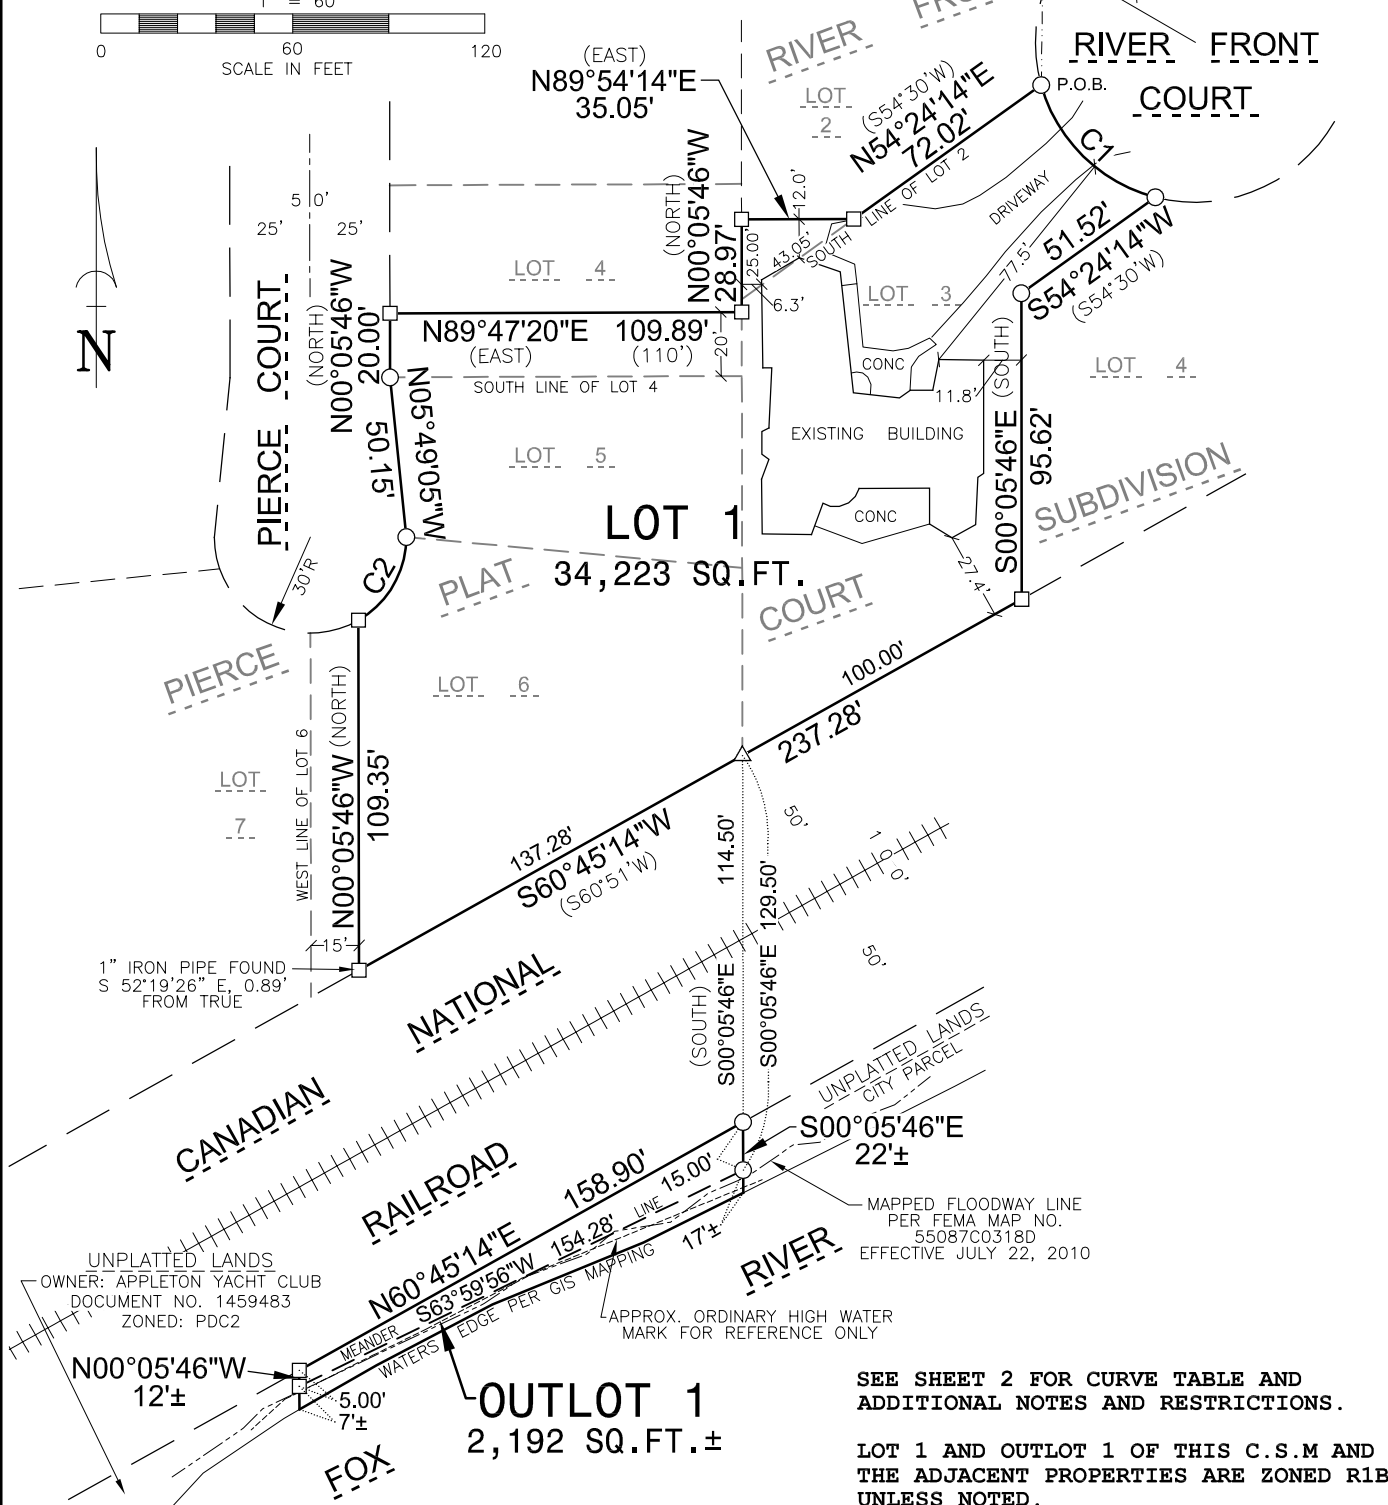 1" = 60'
0 60 120
SCALE IN FEET
(EAST)
N89°54'14"E
35.05'
RIVER FRO
RIVER FRONT
COURT
P.O.B.
LOT
2
(S54°30'W)
N54°24'14"E
72.02'
SOUTH LINE OF LOT 2
C1
DRIVEWAY
77.5'
51.52'
S54°24'14"W
(S54°30'W)
12.0'
43.05'
25.00'
6.3'
(NORTH)
N00°05'46"W
28.97'
5 0'
25' 25'
LOT 4
LOT 3
LOT 4
PIERCE COURT
(NORTH)
N00°05'46"W
20.00'
N89°47'20"E 109.89'
(EAST) (110')
20'
SOUTH LINE OF LOT 4
N
CONC
11.8'
(SOUTH)
S00°05'46"E
95.62'
N05°49'05"W
50.15'
LOT 5
EXISTING BUILDING
CONC
SUBDIVISION
LOT 1
34,223 SQ.FT.
C2
30'R
27.4'
PIERCE
PLAT
COURT
LOT 6
100.00'
237.28'
LOT
7
WEST LINE OF LOT 6
N00°05'46"W (NORTH)
109.35'
137.28'
S60°45'14"W
(S60°51'W)
50'
100'
50'
114.50'
(SOUTH)
S00°05'46"E
S00°05'46"E 129.50'
15'
1" IRON PIPE FOUND
S 52°19'26" E, 0.89'
FROM TRUE
CANADIAN
NATIONAL
RAILROAD
UNPLATTED LANDS
CITY PARCEL
S00°05'46"E
22'±
158.90'
N60°45'14"E
15.00'
MEANDER LINE
S63°59'56"W 154.28'
17'±
WATERS EDGE PER GIS MAPPING
RIVER
MAPPED FLOODWAY LINE
PER FEMA MAP NO.
55087C0318D
EFFECTIVE JULY 22, 2010
UNPLATTED LANDS
OWNER: APPLETON YACHT CLUB
DOCUMENT NO. 1459483
ZONED: PDC2
APPROX. ORDINARY HIGH WATER
MARK FOR REFERENCE ONLY
N00°05'46"W
12'±
5.00'
7'±
OUTLOT 1
2,192 SQ.FT.±
FOX
SEE SHEET 2 FOR CURVE TABLE AND
ADDITIONAL NOTES AND RESTRICTIONS.
LOT 1 AND OUTLOT 1 OF THIS C.S.M AND
THE ADJACENT PROPERTIES ARE ZONED R1B
UNLESS NOTED.